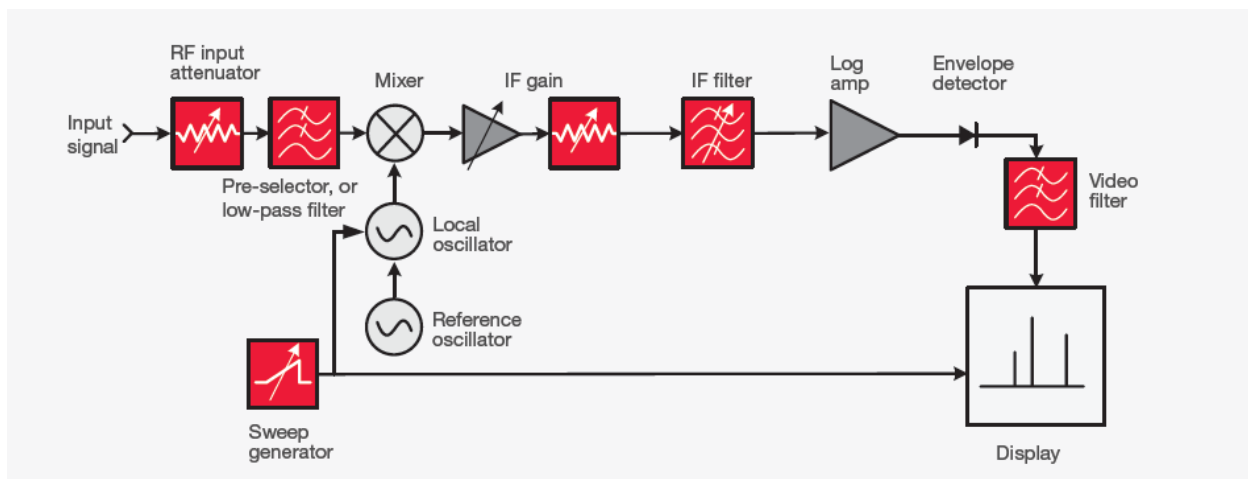 RF input
attenuator
Mixer
IF gain
IF filter
Log
amp
Envelope
detector
Input
signal
Pre-selector, or
low-pass filter
Video
filter
Local
oscillator
Reference
oscillator
Sweep
generator
Display